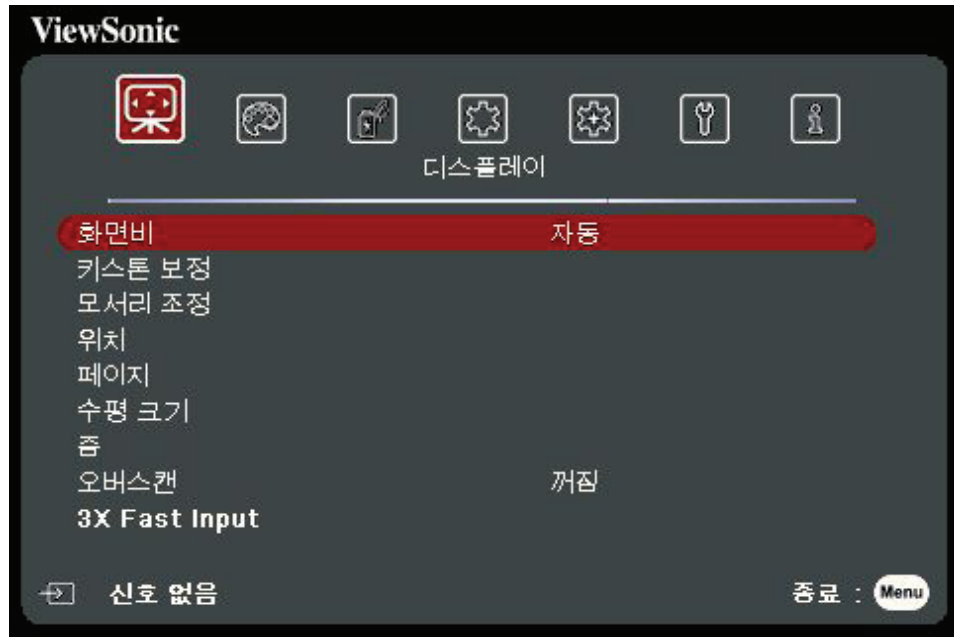 ViewSonic
디스플레이
화면비 자동
키스톤 보정
모서리 조정
위치
페이지
수평 크기
줌
오버스캔 꺼짐
3X Fast Input
신호 없음 종료 : Menu